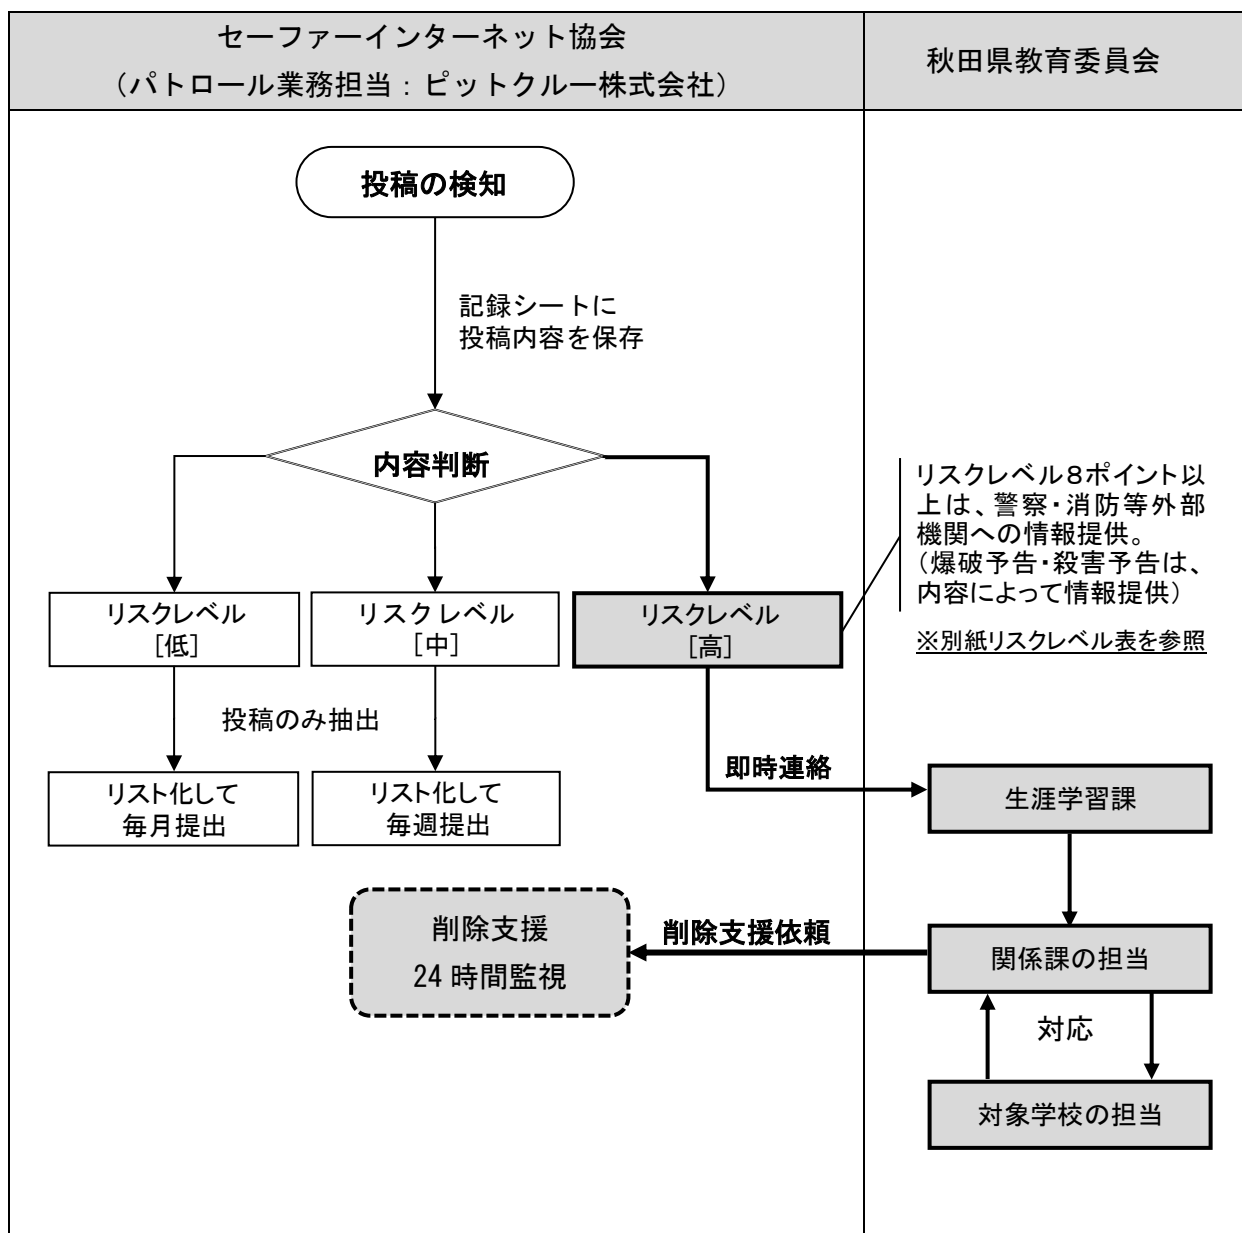 セーファーインターネット協会
（パトロール業務担当：ピットクルー株式会社）
秋田県教育委員会
投稿の検知
記録シートに
投稿内容を保存
内容判断
リスクレベル８ポイント以
上は、警察・消防等外部
機関への情報提供。
（爆破予告・殺害予告は、
内容によって情報提供）
※別紙リスクレベル表を参照
リスクレベル
［低］
リスクレベル
［中］
リスクレベル
［高］
投稿のみ抽出
即時連絡
リスト化して
毎月提出
リスト化して
毎週提出
生涯学習課
削除支援
24時間監視
削除支援依頼
関係課の担当
対応
対象学校の担当